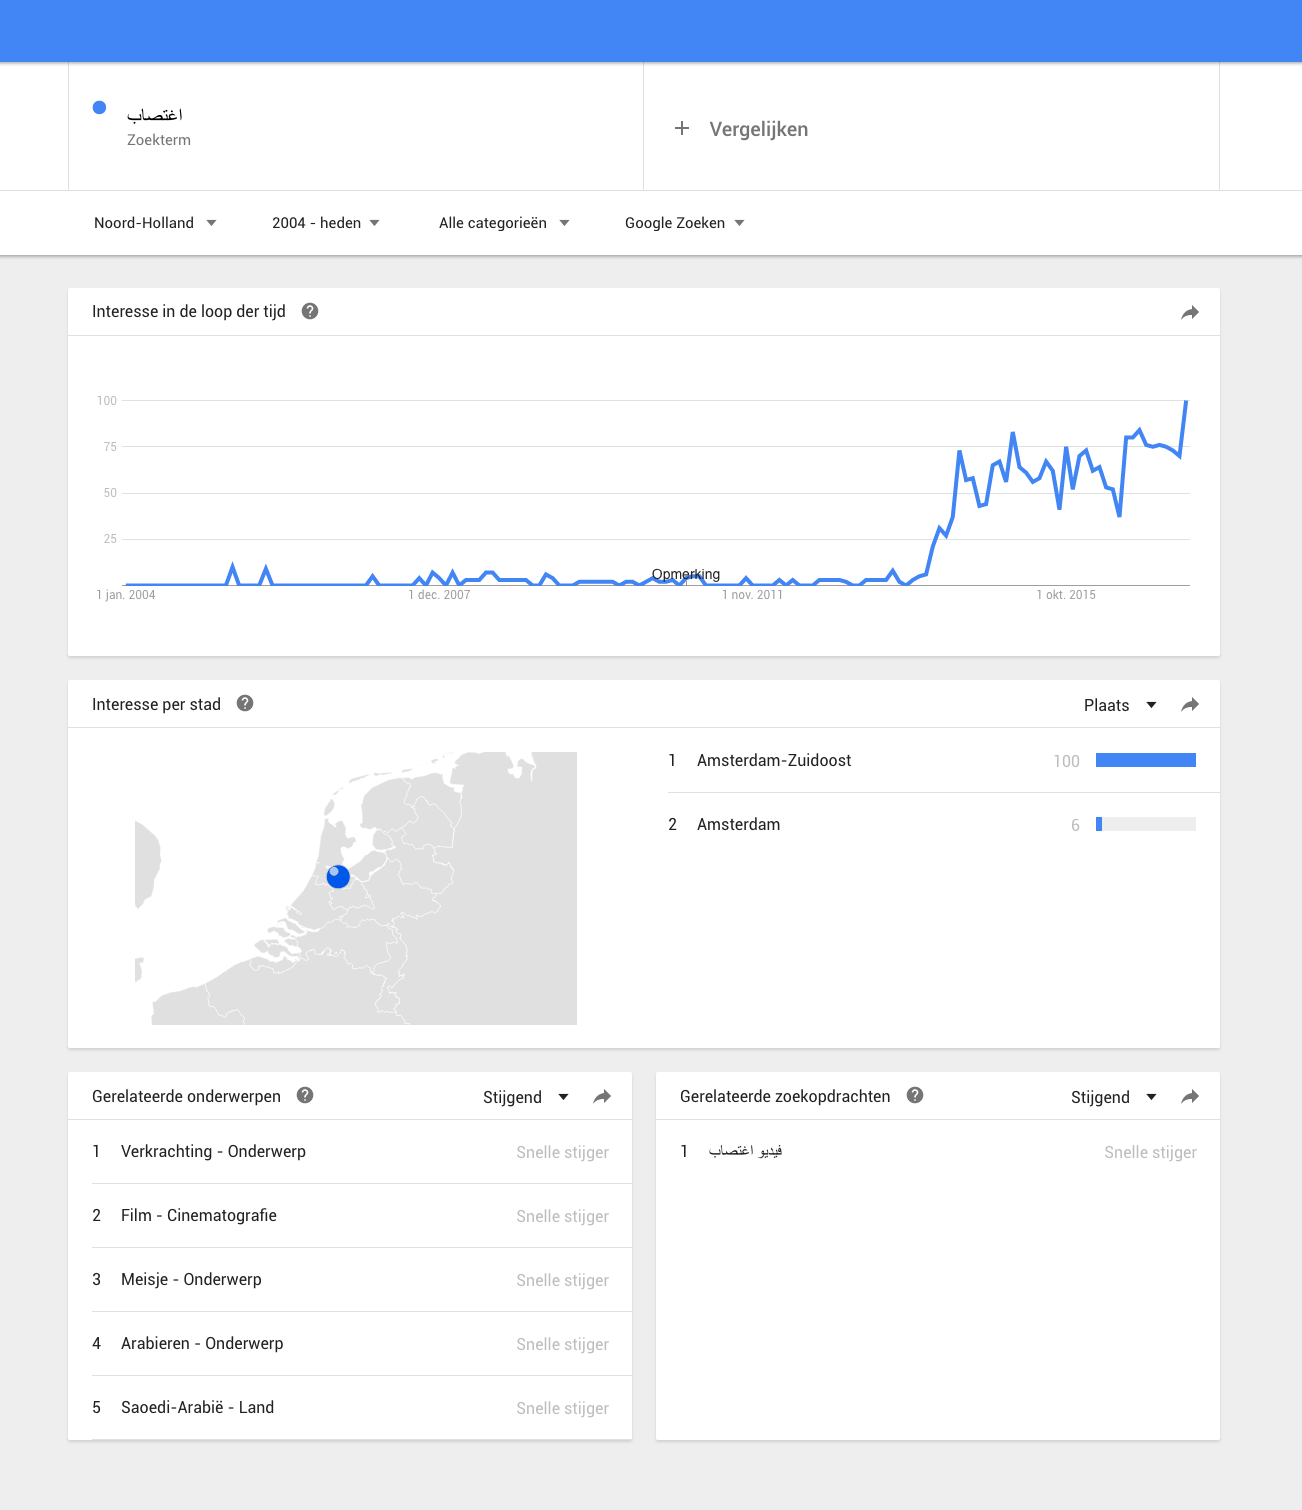 اغتصاب
Zoekterm
Vergelijken
Noord-Holland 2004 - heden Alle categorieën Google Zoeken
Interesse in de loop der tijd
100
75
50
25
Opmerking
1 jan. 2004 1 dec. 2007 1 nov. 2011 1 okt. 2015
Interesse per stad Plaats
1 Amsterdam-Zuidoost 100
2 Amsterdam 6
Gerelateerde onderwerpen Stijgend
1 Verkrachting - Onderwerp Snelle stijger
2 Film - Cinematografie Snelle stijger
3 Meisje - Onderwerp Snelle stijger
4 Arabieren - Onderwerp Snelle stijger
5 Saoedi-Arabië - Land Snelle stijger
Gerelateerde zoekopdrachten Stijgend
1 فيديو اغتصاب Snelle stijger